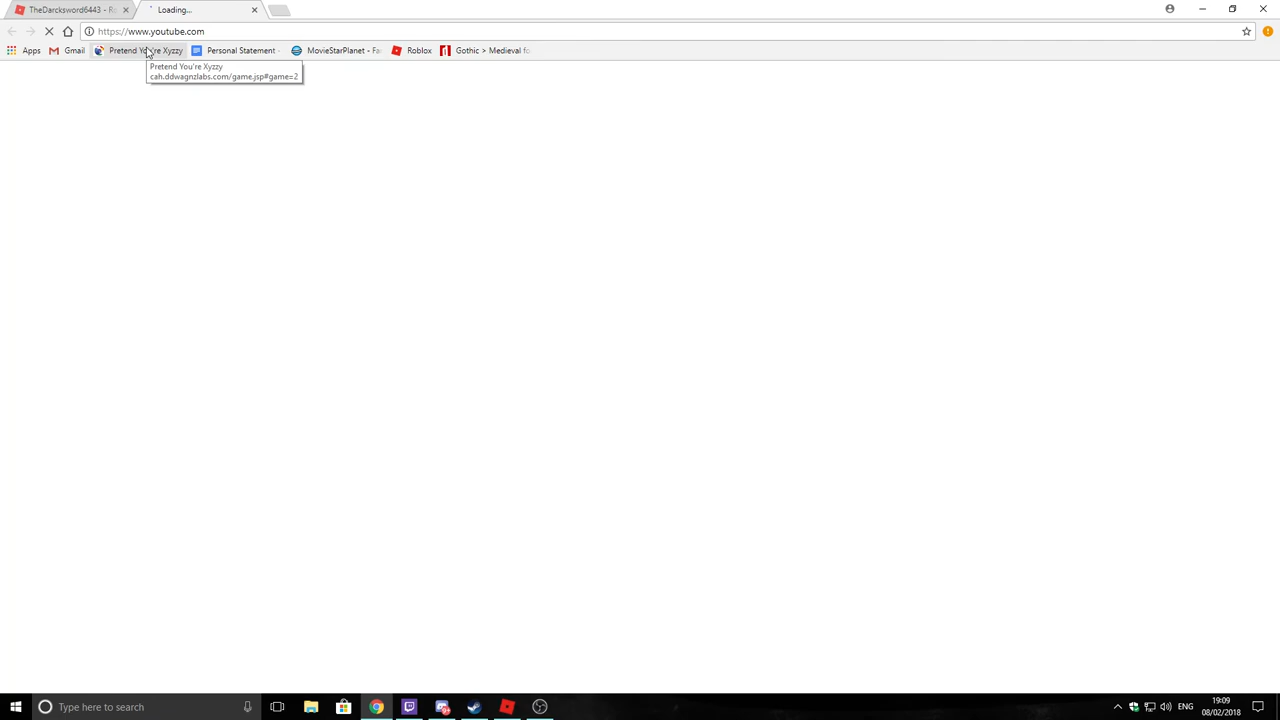 TheDarcksword6443 - R
Loading...
https://www.youtube.com
Apps Gmail Pretend You're Xyzzy Personal Statement - MovieStarPlanet - Fa Roblox Gothic > Medieval fo
Pretend You're Xyzzy
cah.ddwagnzlabs.com/game.jsp#game=2
Type here to search
ENG
19:09
08/02/2018